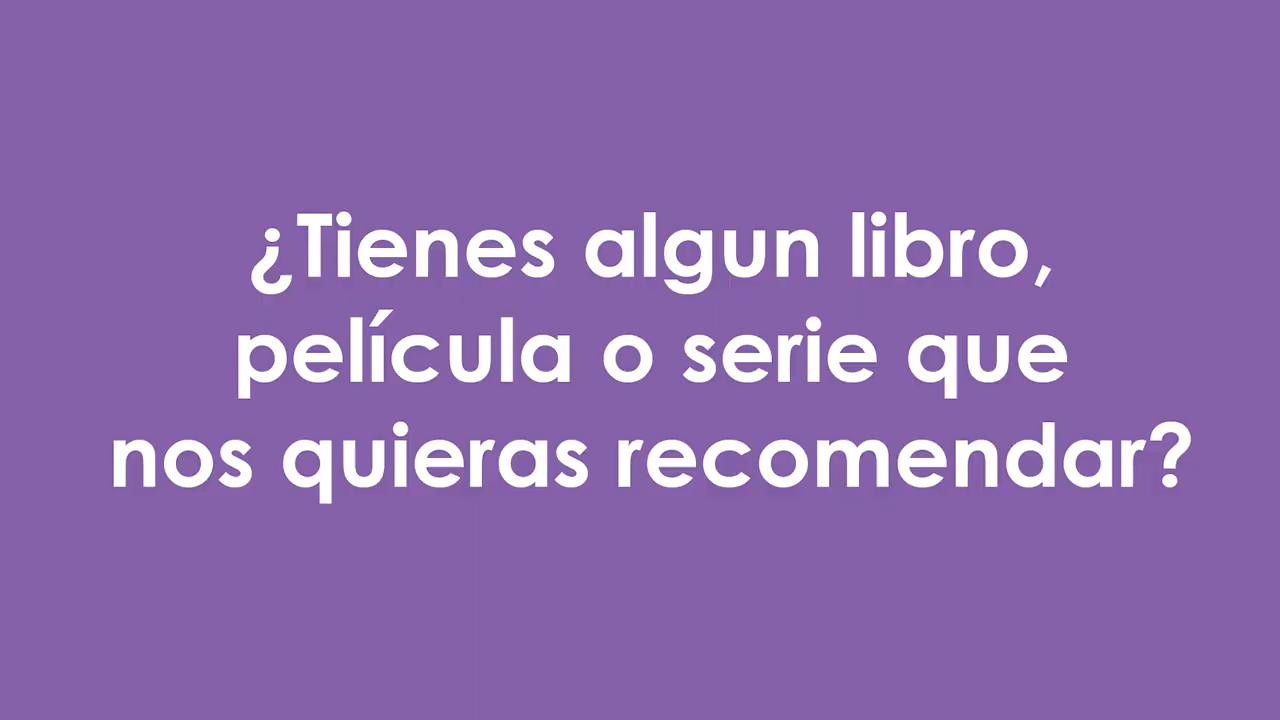 ¿Tienes algun libro,
película o serie que
nos quieras recomendar?